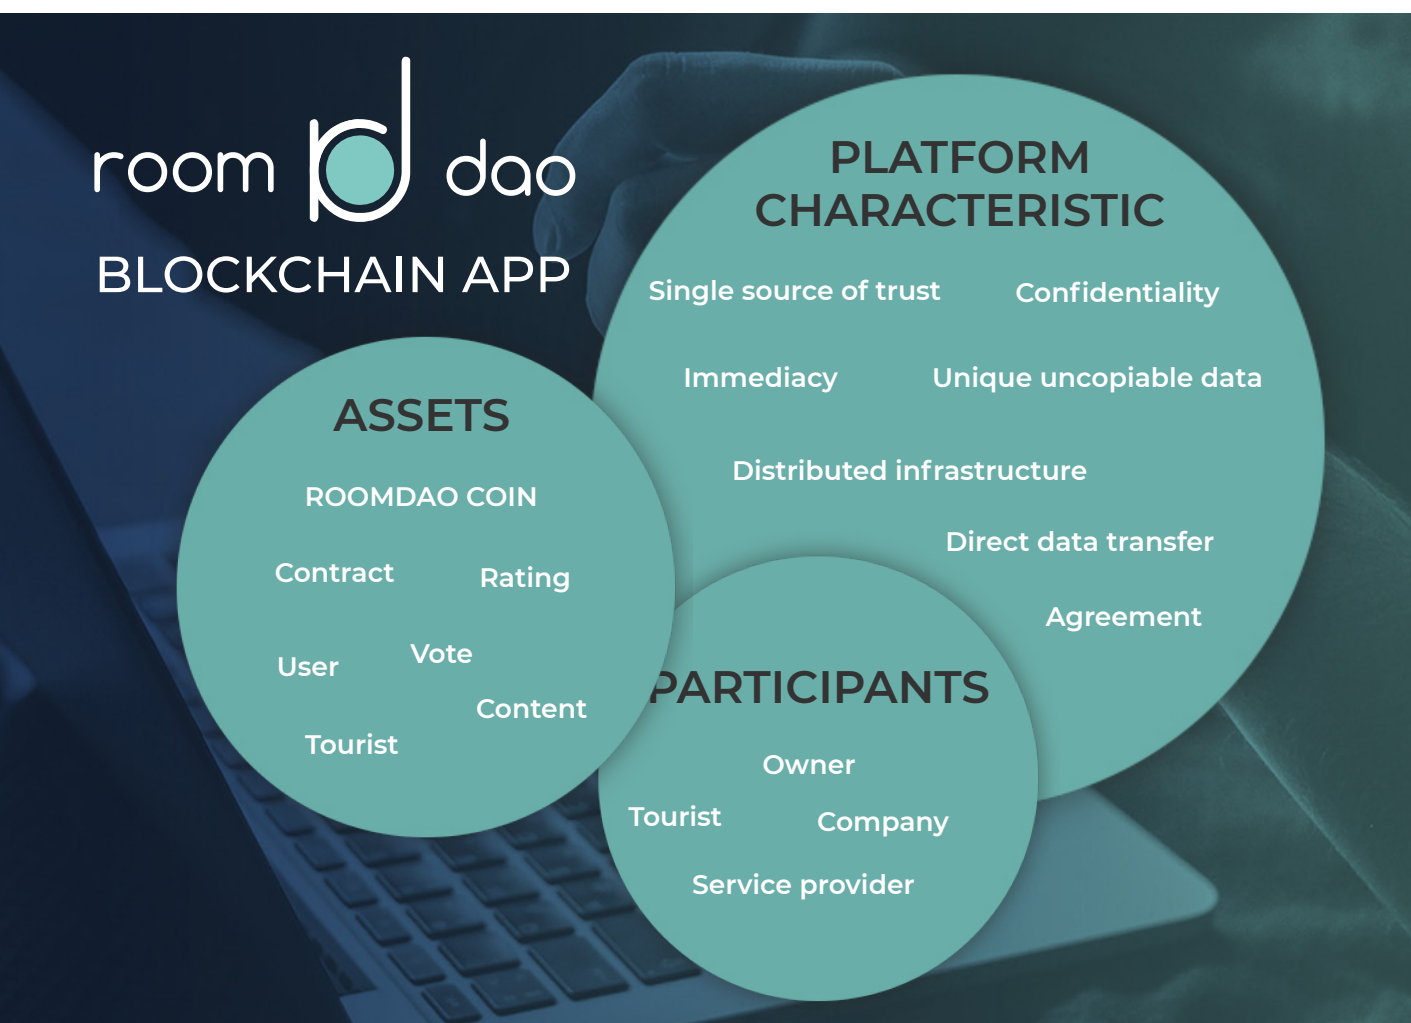 room rd dao
BLOCKCHAIN APP
PLATFORM
CHARACTERISTIC
Single source of trust
Confidentiality
Immediacy
Unique uncopiable data
Distributed infrastructure
Direct data transfer
Agreement
ASSETS
ROOMDAO COIN
Contract
Rating
User
Vote
Content
Tourist
PARTICIPANTS
Owner
Tourist
Company
Service provider